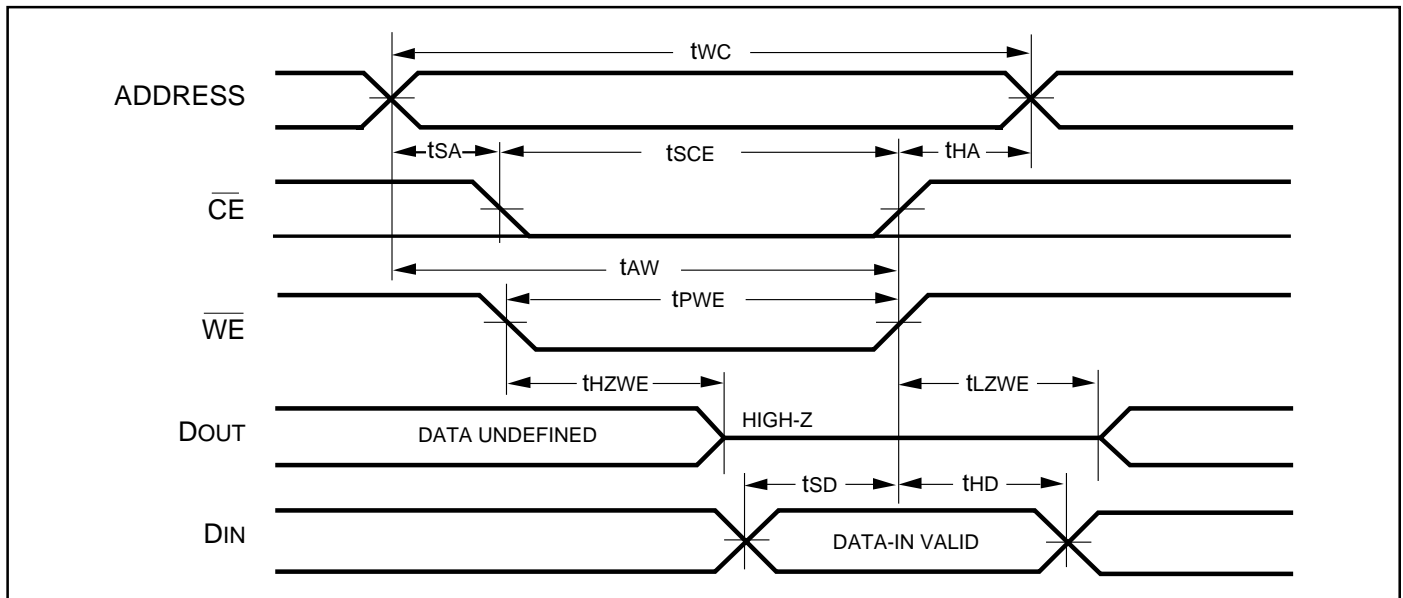 tWC
ADDRESS
tSA
tSCE
tHA
CE
tAW
tPWE
WE
tHZWE
tLZWE
DOUT
DATA UNDEFINED
HIGH-Z
tSD
tHD
DIN
DATA-IN VALID